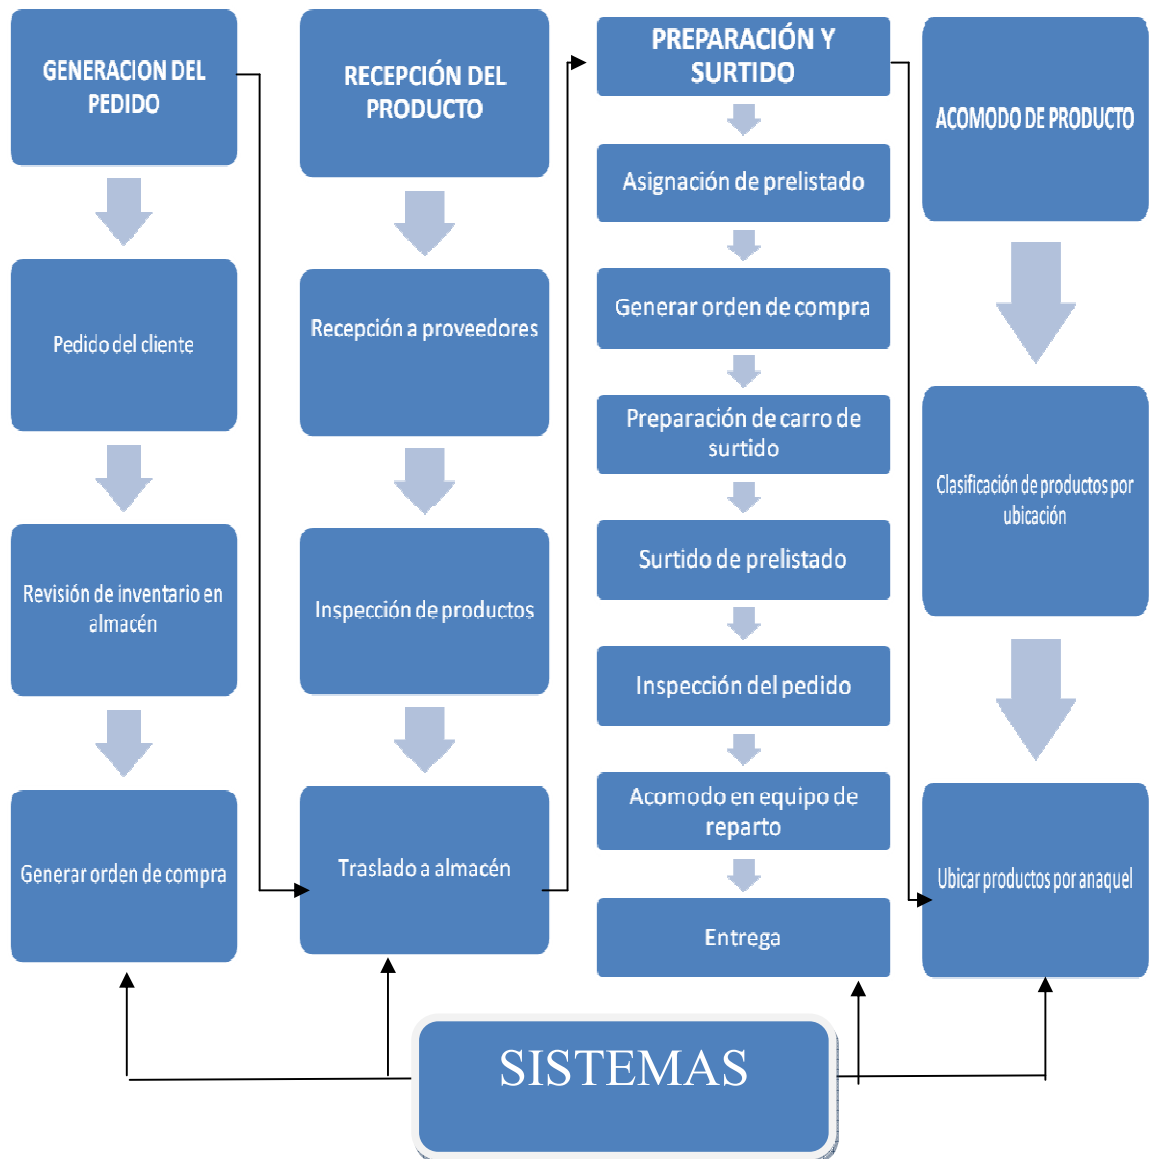 GENERACION DEL
PEDIDO
Pedido del cliente
Revisión de inventario en
almacén
Generar orden de compra
RECEPCIÓN DEL
PRODUCTO
Recepción a proveedores
Inspección de productos
Traslado a almacén
PREPARACIÓN Y
SURTIDO
Asignación de prelistado
Generar orden de compra
Preparación de carro de
surtido
Surtido de prelistado
Inspección del pedido
Acomodo en equipo de
reparto
Entrega
ACOMODO DE PRODUCTO
Clasificación de productos por
ubicación
Ubicar productos por anaquel
SISTEMAS